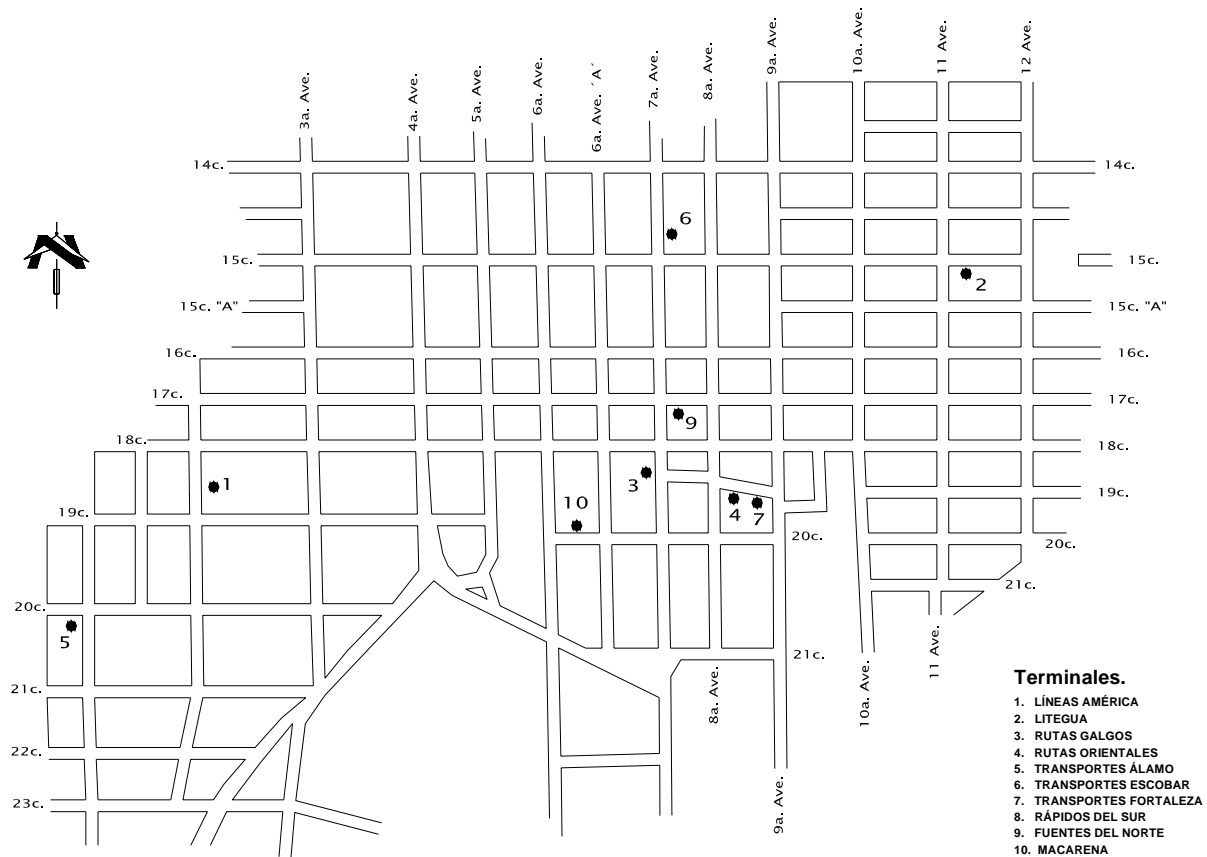 3a. Ave.
4a. Ave.
5a. Ave.
6a. Ave.
6a. Ave. ´A´
7a. Ave.
8a. Ave.
9a. Ave.
10a. Ave.
11 Ave.
12 Ave.
14c.
14c.
6
15c.
15c.
2
15c. "A"
15c. "A"
16c.
16c.
17c.
17c.
9
18c.
18c.
3
1
10
4
7
19c.
19c.
20c.
20c.
21c.
20c.
5
21c.
21c.
8a. Ave.
10a. Ave.
11 Ave.
22c.
23c.
9a. Ave.
Terminales.
1. LÍNEAS AMÉRICA
2. LITEGUA
3. RUTAS GALGOS
4. RUTAS ORIENTALES
5. TRANSPORTES ÁLAMO
6. TRANSPORTES ESCOBAR
7. TRANSPORTES FORTALEZA
8. RÁPIDOS DEL SUR
9. FUENTES DEL NORTE
10. MACARENA